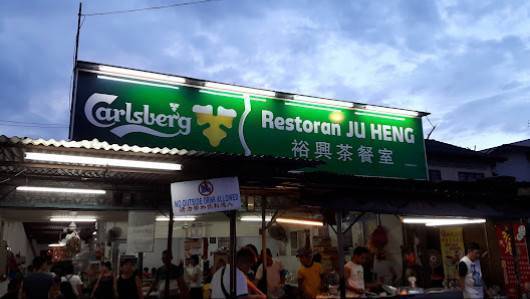 Carlsberg
Restoran JU HENG
裕興茶餐室
NO OUTSIDE DRINK ALLOWED